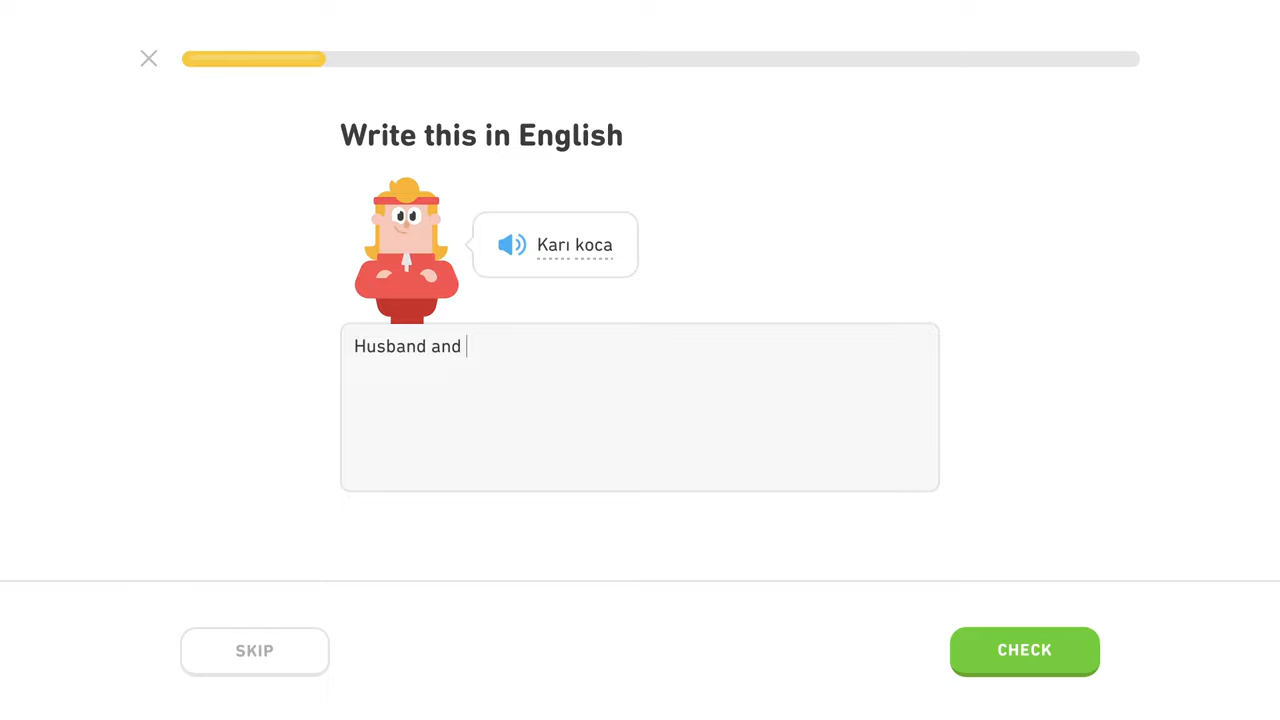 Write this in English
Karı koca
Husband and
SKIP
CHECK